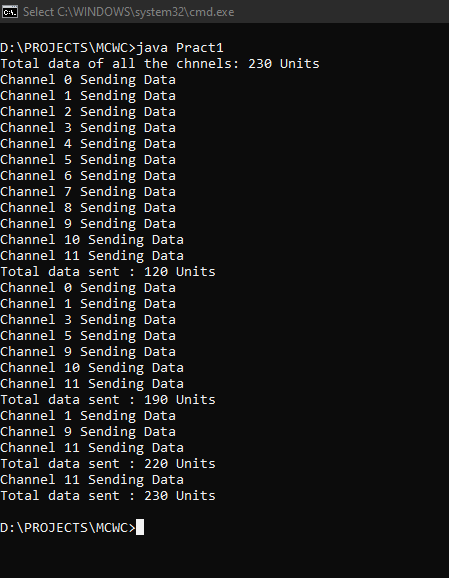 Select C:\WINDOWS\system32\cmd.exe
D:\PROJECTS\MCWC>java Pract1
Total data of all the chnnels: 230 Units
Channel 0 Sending Data
Channel 1 Sending Data
Channel 2 Sending Data
Channel 3 Sending Data
Channel 4 Sending Data
Channel 5 Sending Data
Channel 6 Sending Data
Channel 7 Sending Data
Channel 8 Sending Data
Channel 9 Sending Data
Channel 10 Sending Data
Channel 11 Sending Data
Total data sent : 120 Units
Channel 0 Sending Data
Channel 1 Sending Data
Channel 3 Sending Data
Channel 5 Sending Data
Channel 9 Sending Data
Channel 10 Sending Data
Channel 11 Sending Data
Total data sent : 190 Units
Channel 1 Sending Data
Channel 9 Sending Data
Channel 11 Sending Data
Total data sent : 220 Units
Channel 11 Sending Data
Total data sent : 230 Units
D:\PROJECTS\MCWC>